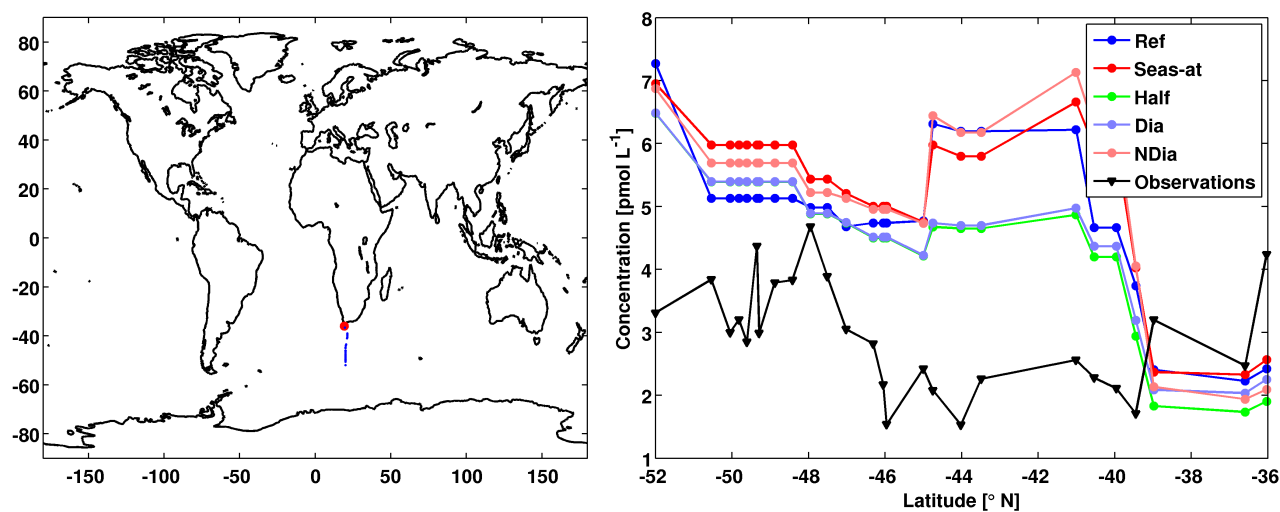 80
60
40
20
0
-20
-40
-60
-80
-150 -100 -50 0 50 100 150
8
7
6
5
4
3
2
1
Concentration [pmol L-1]
Ref
Seas-at
Half
Dia
NDia
Observations
-52 -50 -48 -46 -44 -42 -40 -38 -36
Latitude [° N]